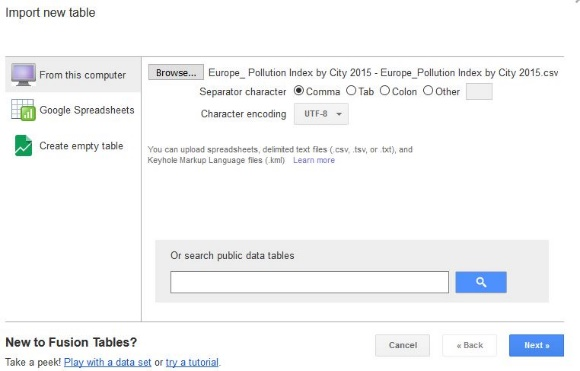 Import new table
From this computer
Google Spreadsheets
Create empty table
Browse... Europe_ Pollution Index by City 2015 - Europe_Pollution Index by City 2015.csv
Separator character Comma Tab Colon Other
Character encoding UTF-8
You can upload spreadsheets, delimited text files (.csv, .tsv, or .txt), and
Keyhole Markup Language files (.kml) Learn more
Or search public data tables
New to Fusion Tables?
Take a peek! Play with a data set or try a tutorial.
Cancel « Back Next »